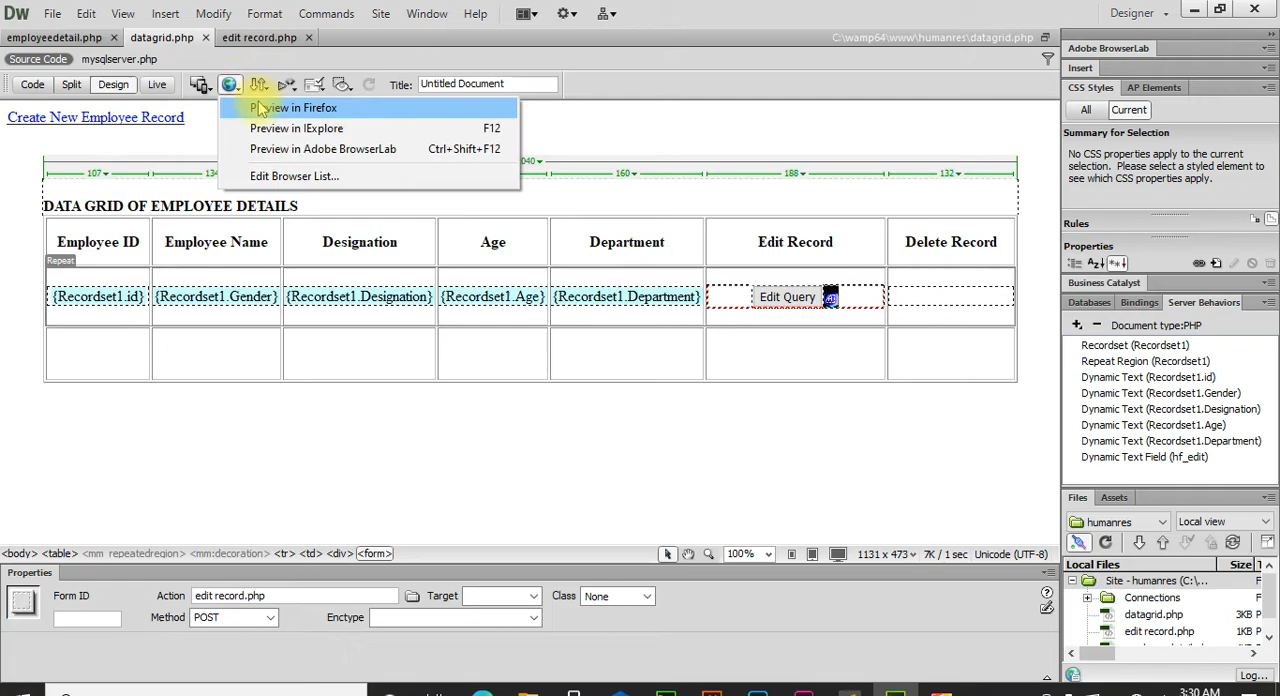 DW File Edit View Insert Modify Format Commands Site Window Help Designer
employeedetail.php × datagrid.php × edit record.php × C:\wamp64\www\humanres\datagrid.php
Source Code mysqlserver.php
Code Split Design Live Title: Untitled Document
Create New Employee Record
Preview in Firefox
Preview in IExplore F12
Preview in Adobe BrowserLab Ctrl+Shift+F12
Edit Browser List...
107 160 188 132
DATA GRID OF EMPLOYEE DETAILS
Employee ID Employee Name Designation Age Department Edit Record Delete Record
Repeat
{Recordset1.id} {Recordset1.Gender} {Recordset1.Designation} {Recordset1.Age} {Recordset1.Department} Edit Query
<body> <table> <mm_repeatedregion> <mm:decoration> <tr> <td> <div> <form> 100% 1131 x 473 7K / 1 sec Unicode (UTF-8)
Properties
Form ID Action edit record.php Target Class None
Method POST Enctype
Adobe BrowserLab
Insert
CSS Styles AP Elements
All Current
Summary for Selection
No CSS properties apply to the current
selection. Please select a styled element to
see which CSS properties apply.
Rules
Properties
Business Catalyst
Databases Bindings Server Behaviors
Document type:PHP
Recordset (Recordset1)
Repeat Region (Recordset1)
Dynamic Text (Recordset1.id)
Dynamic Text (Recordset1.Gender)
Dynamic Text (Recordset1.Designation)
Dynamic Text (Recordset1.Age)
Dynamic Text (Recordset1.Department)
Dynamic Text Field (hf_edit)
Files Assets
humanres Local view
Local Files Size
Site - humanres (C:\...
Connections
datagrid.php 3KB
edit record.php 1KB
Log...
3:30 AM